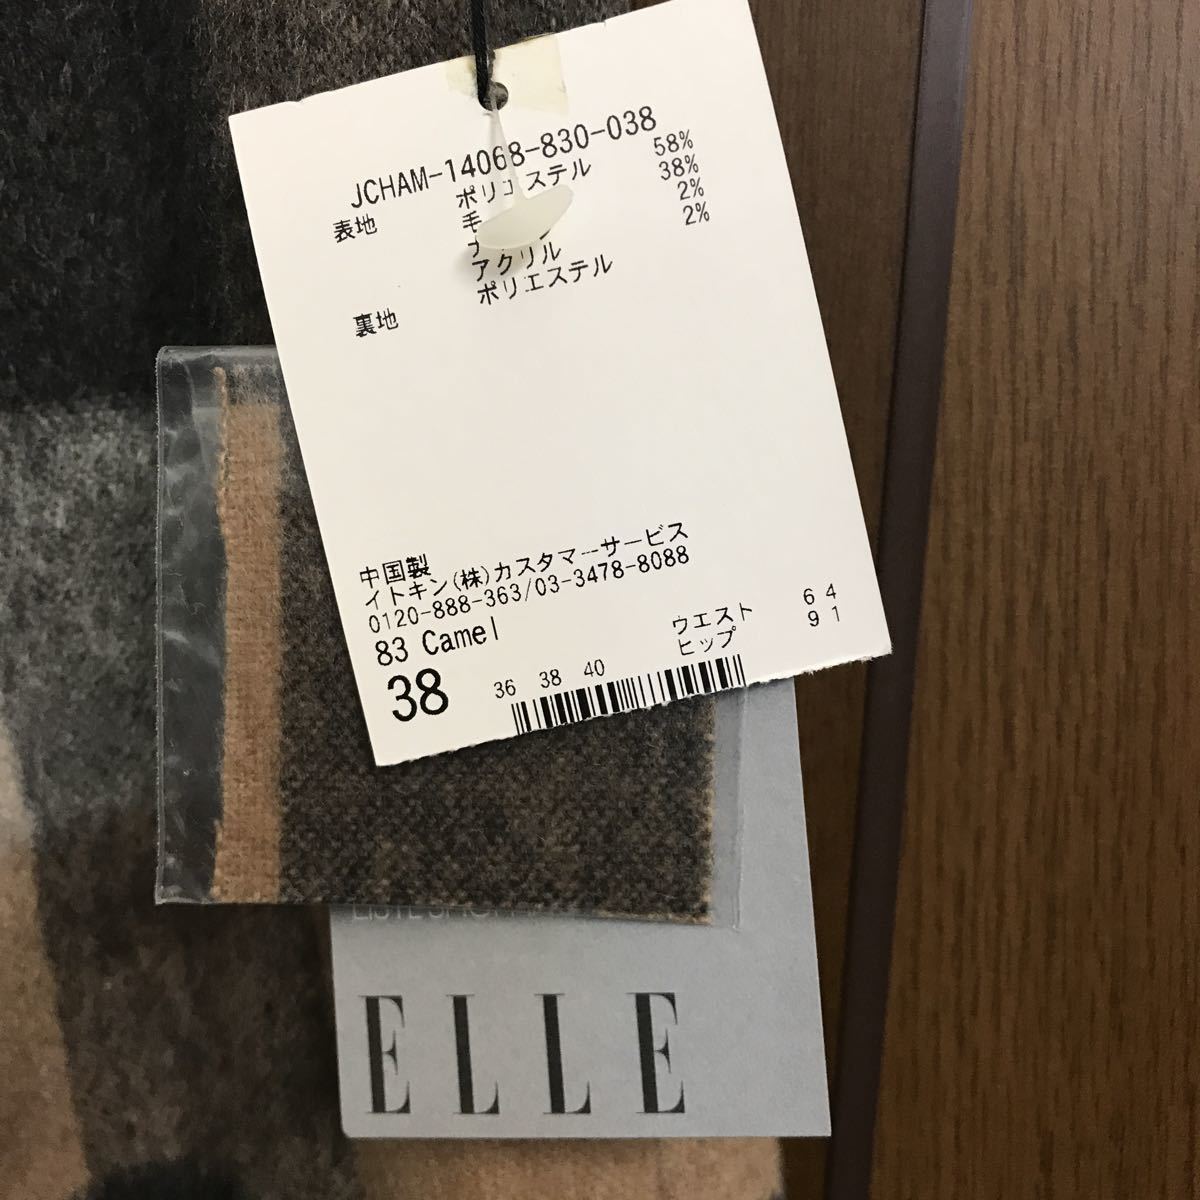 JCHAM-14068-830-038
表地 ポリエステル 58%
毛 38%
2%
アクリル 2%
裏地 ポリエステル
中国製
イトキン(株)カスタマーサービス
0120-888-363/03-3478-8088
83 Camel
ウエスト 64
ヒップ 91
38 36 38 40
ELLE